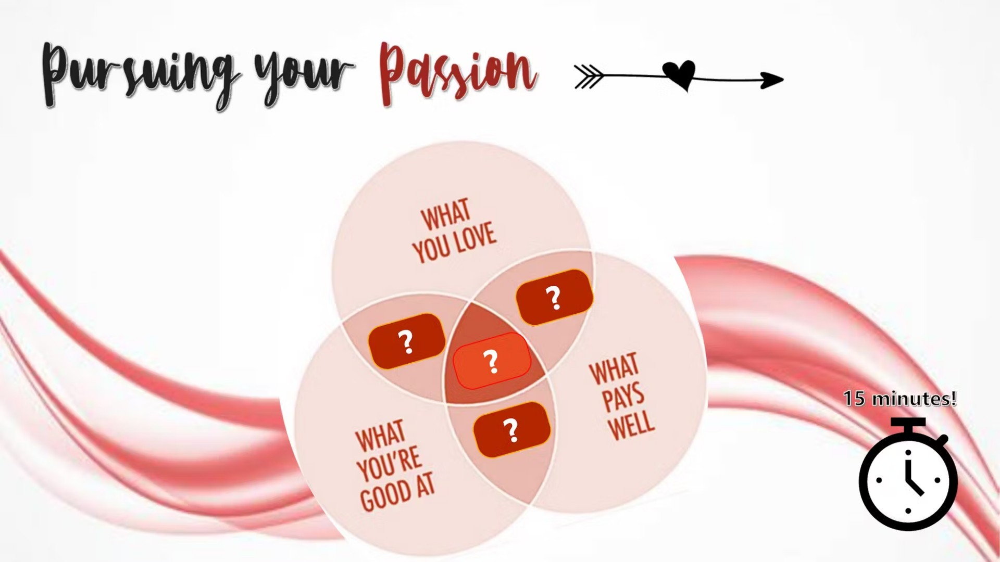 Pursuing your Passion
WHAT
YOU LOVE
?
?
?
WHAT
PAYS
WELL
?
WHAT
YOU'RE
GOOD AT
15 minutes!